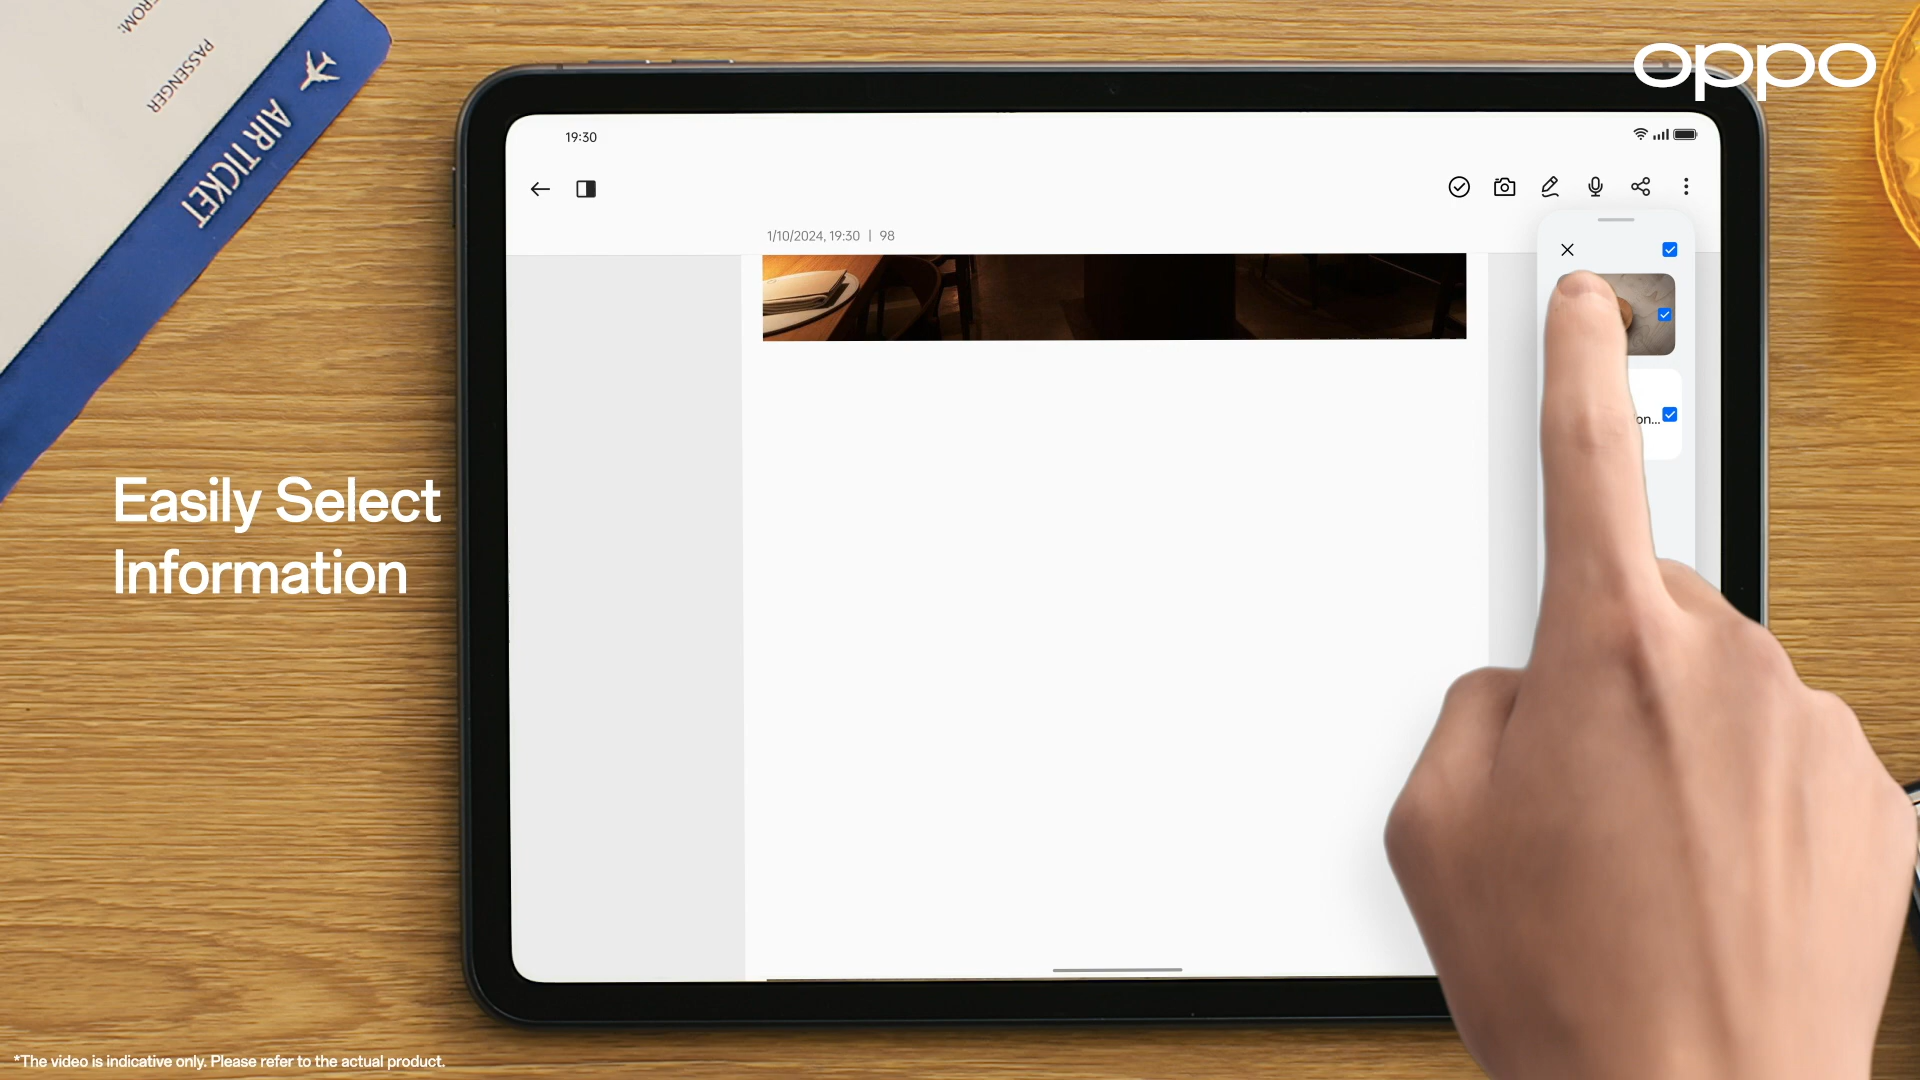 FROM:
PASSENGER
AIR TICKET
oppo
19:30
1/10/2024, 19:30 | 98
on...
Easily Select
Information
*The video is indicative only. Please refer to the actual product.